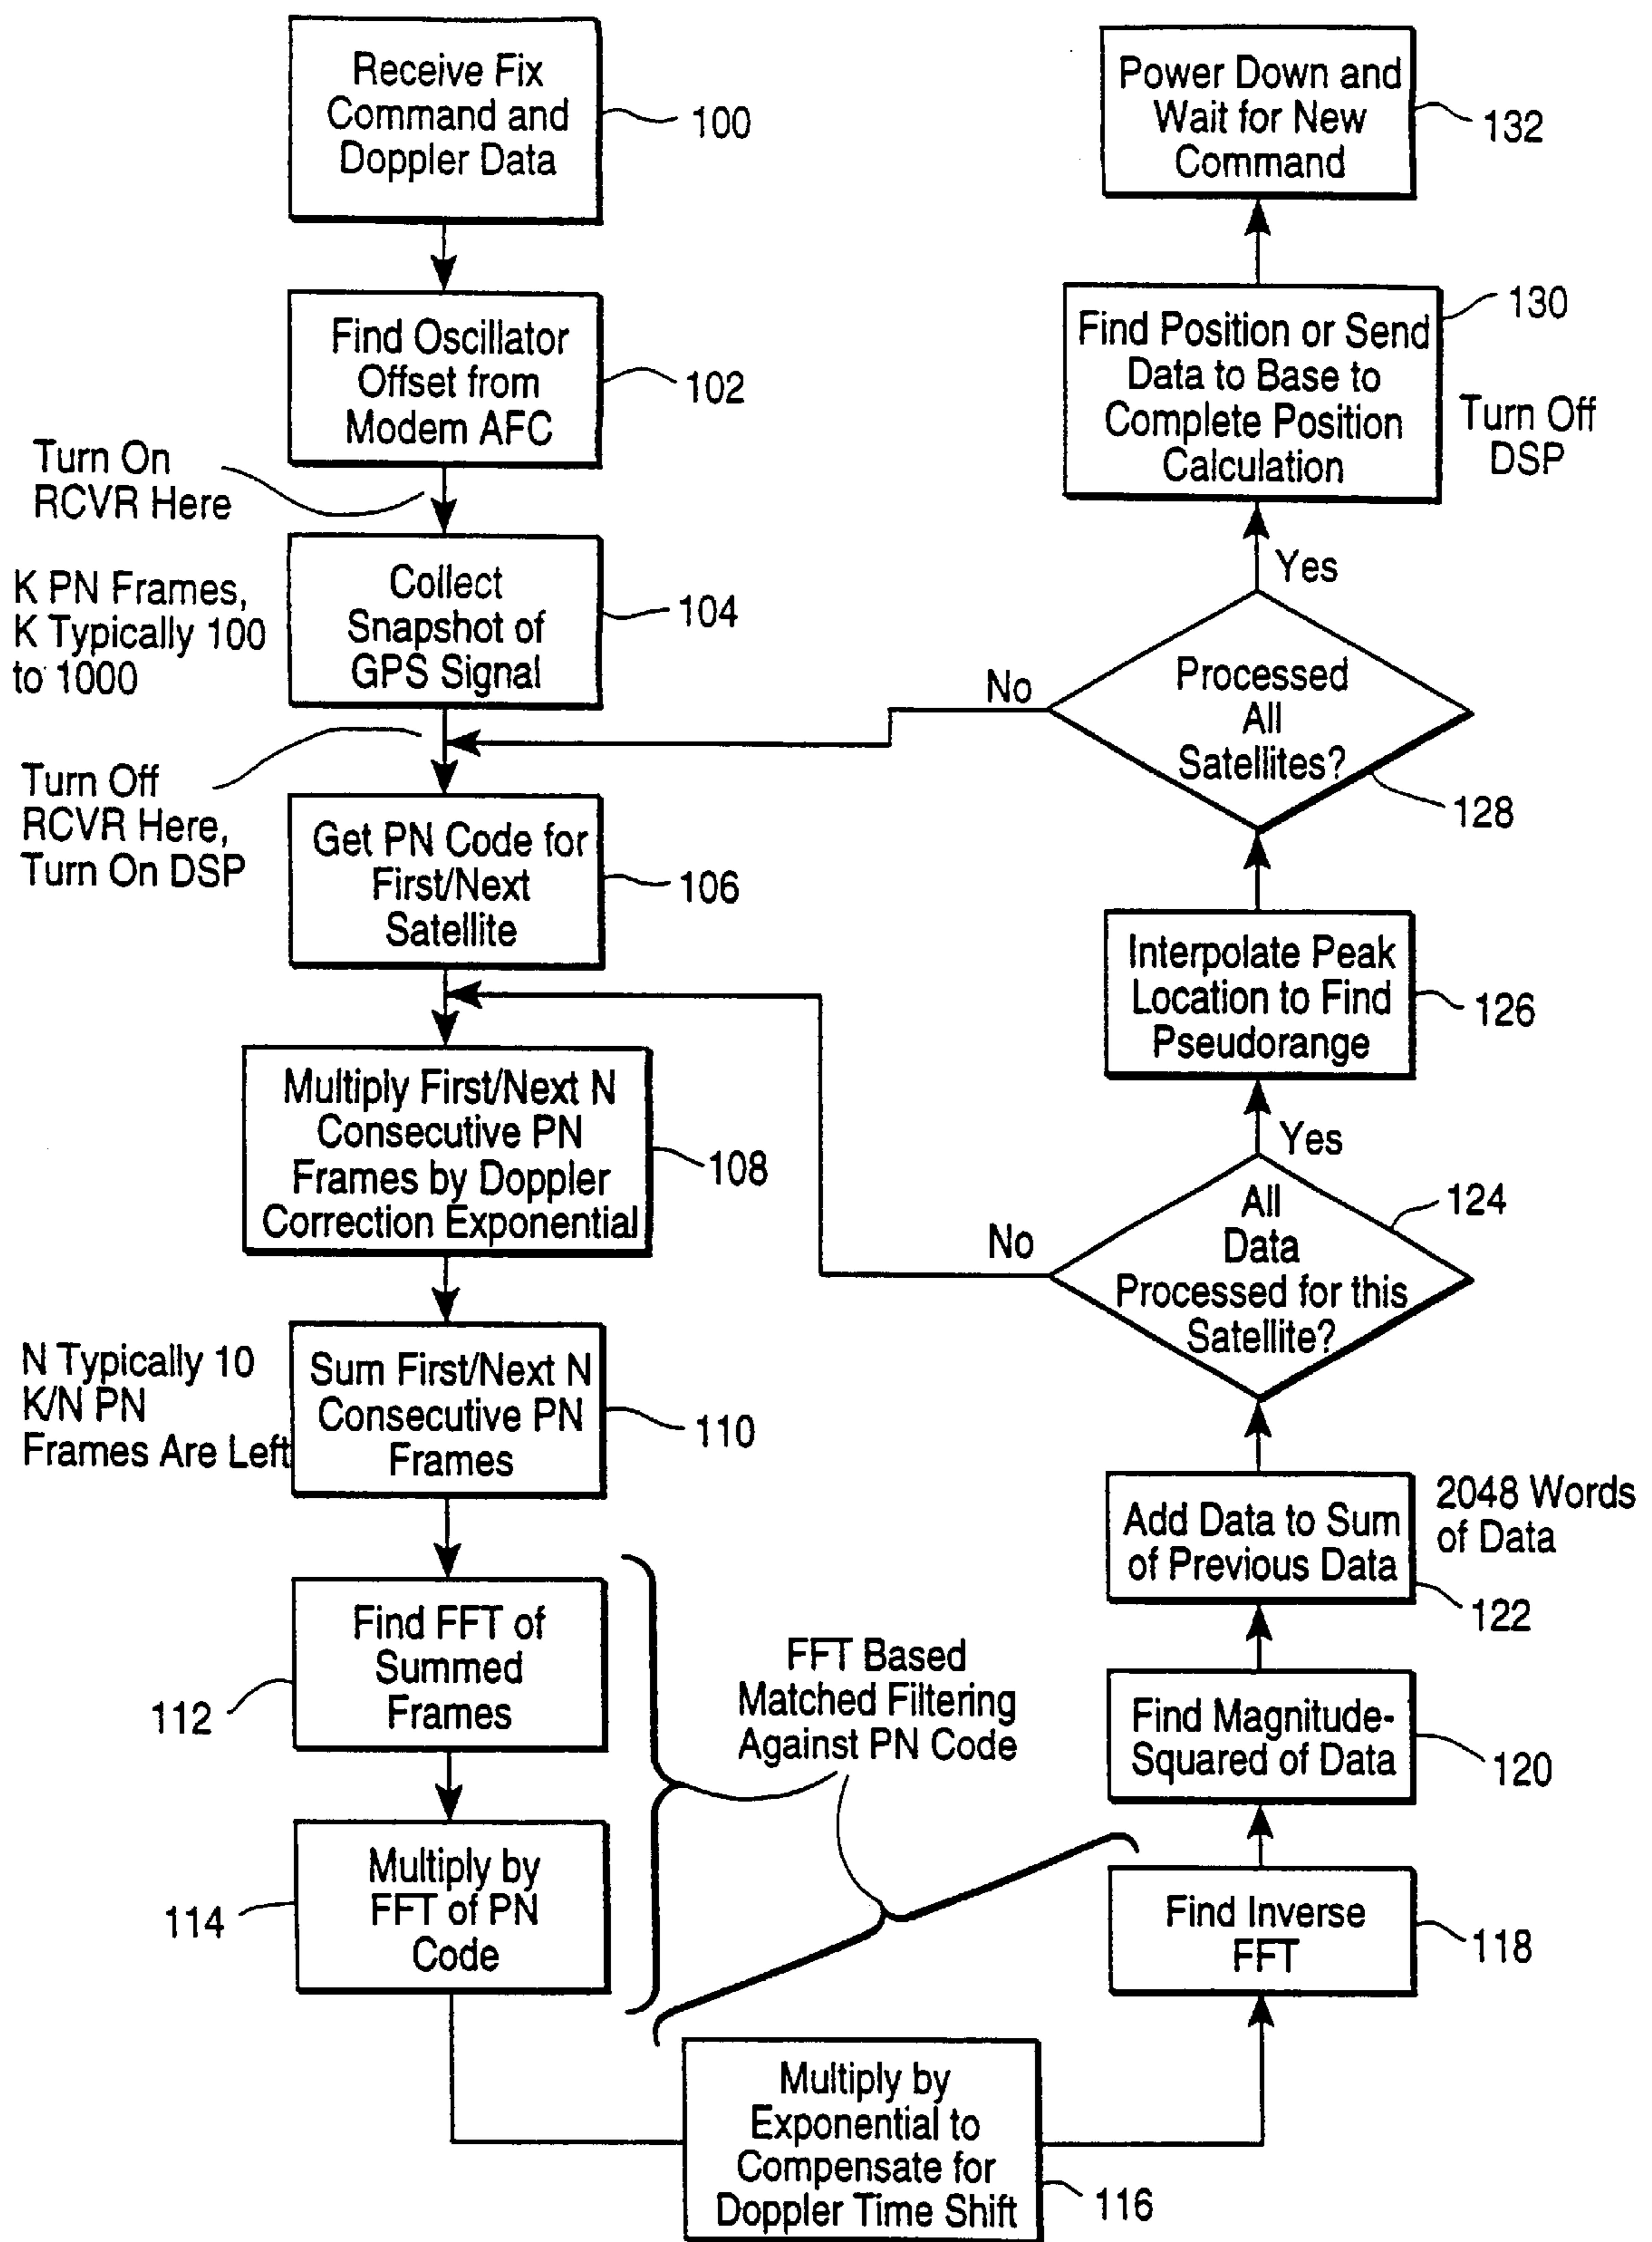 Receive Fix
Command and
Doppler Data
100
Find Oscillator
Offset from
Modem AFC
102
Turn On
RCVR Here
K PN Frames,
K Typically 100
to 1000
Collect
Snapshot of
GPS Signal
104
Turn Off
RCVR Here,
Turn On DSP
Get PN Code for
First/Next
Satellite
106
Multiply First/Next N
Consecutive PN
Frames by Doppler
Correction Exponential
108
N Typically 10
K/N PN
Frames Are Left
Sum First/Next N
Consecutive PN
Frames
110
Find FFT of
Summed
Frames
112
Multiply by
FFT of PN
Code
114
FFT Based
Matched Filtering
Against PN Code
Multiply by
Exponential to
Compensate for
Doppler Time Shift
116
Find Inverse
FFT
118
Find Magnitude-
Squared of Data
120
Add Data to Sum
of Previous Data
2048 Words
of Data
122
All
Data
Processed for this
Satellite?
124
No
Yes
Interpolate Peak
Location to Find
Pseudorange
126
Processed
All
Satellites?
128
No
Yes
Find Position or Send
Data to Base to
Complete Position
Calculation
130
Turn Off
DSP
Power Down and
Wait for New
Command
132